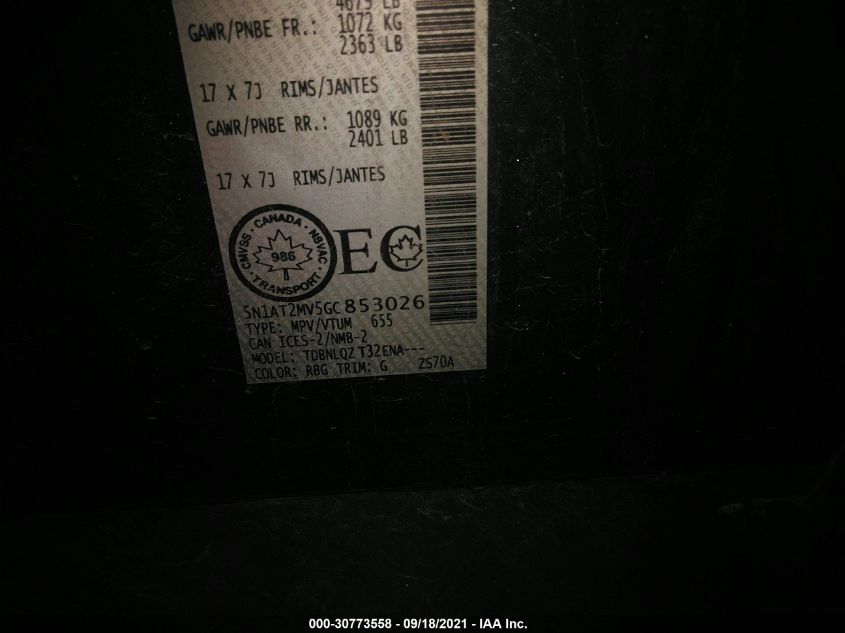 4675 LB
GAWR/PNBE FR.: 1072 KG
2363 LB
17 X 7J RIMS/JANTES
GAWR/PNBE RR.: 1089 KG
2401 LB
17 X 7J RIMS/JANTES
CMVSS · CANADA · NSVAC · TRANSPORT ·
986
EC
5N1AT2MV5GC853026
TYPE: MPV/VTUM 655
CAN ICES-2/NMB-2
MODEL: TDBNLQZ T32ENA---
COLOR: RBG TRIM: G ZS70A
000-30773558 - 09/18/2021 - IAA Inc.